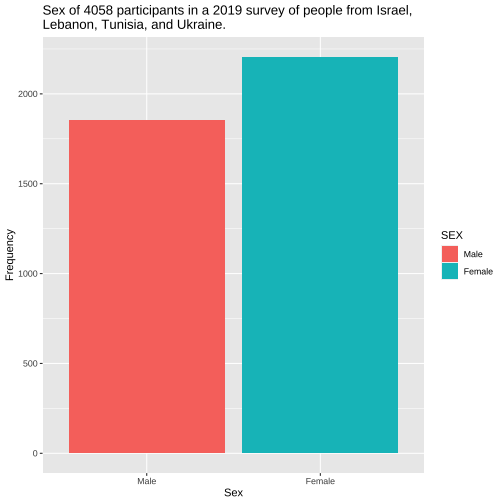 Sex of 4058 participants in a 2019 survey of people from Israel,
Lebanon, Tunisia, and Ukraine.
2000
1500
1000
500
0
Frequency
Male
Female
Sex
SEX
Male
Female